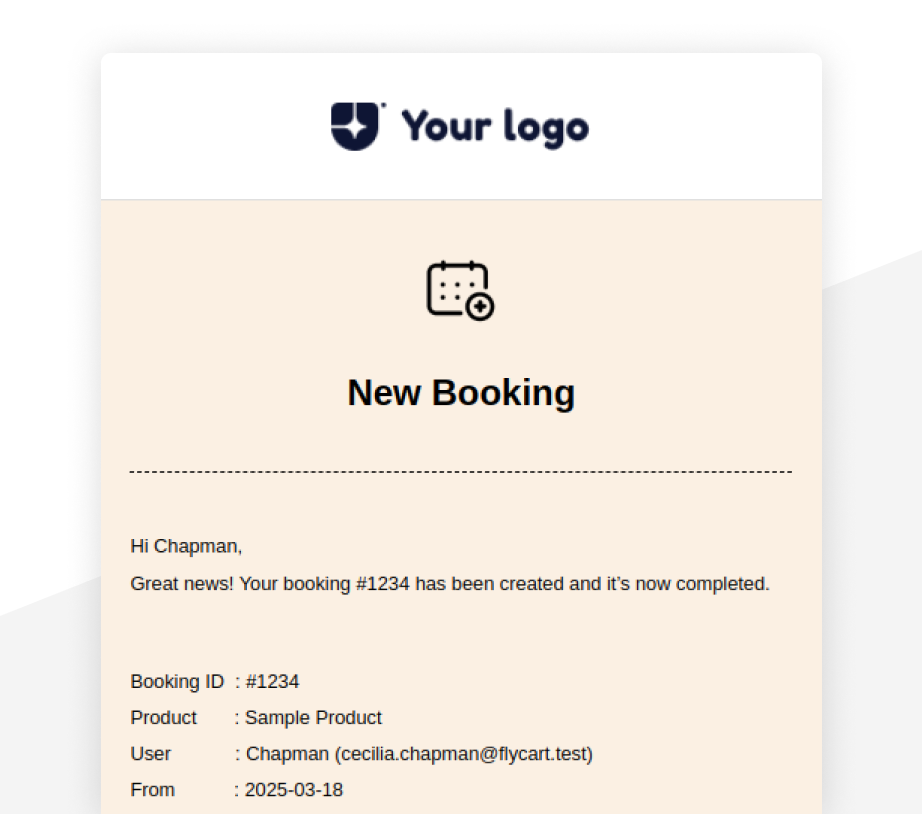 Your logo
New Booking
Hi Chapman,
Great news! Your booking #1234 has been created and it’s now completed.
Booking ID : #1234
Product : Sample Product
User : Chapman (cecilia.chapman@flycart.test)
From : 2025-03-18